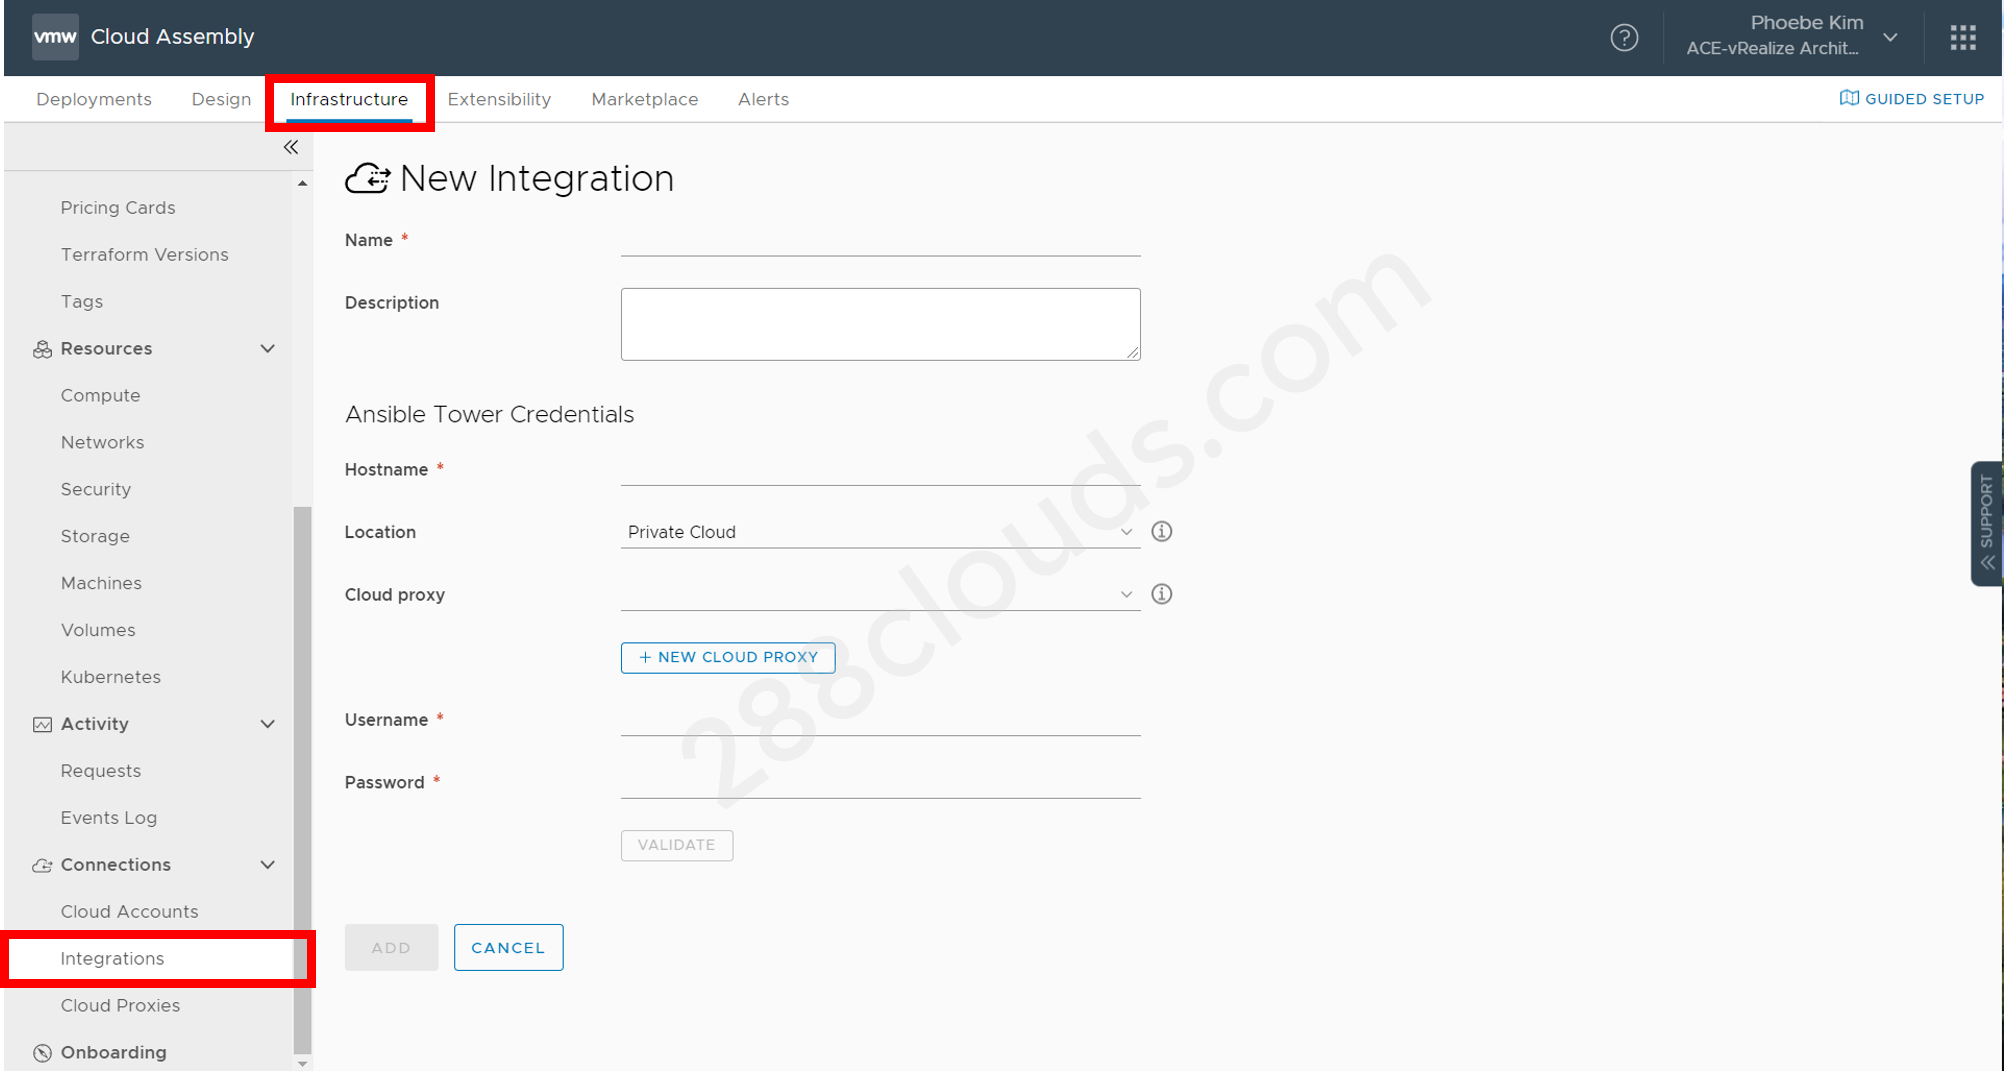 vmw Cloud Assembly
Phoebe Kim
ACE-vRealize Archit...
Deployments Design Infrastructure Extensibility Marketplace Alerts
GUIDED SETUP
Pricing Cards
Terraform Versions
Tags
Resources
Compute
Networks
Security
Storage
Machines
Volumes
Kubernetes
Activity
Requests
Events Log
Connections
Cloud Accounts
Integrations
Cloud Proxies
Onboarding
New Integration
Name *
Description
Ansible Tower Credentials
Hostname *
Location Private Cloud
Cloud proxy
+ NEW CLOUD PROXY
Username *
Password *
VALIDATE
ADD CANCEL
SUPPORT
288clouds.com